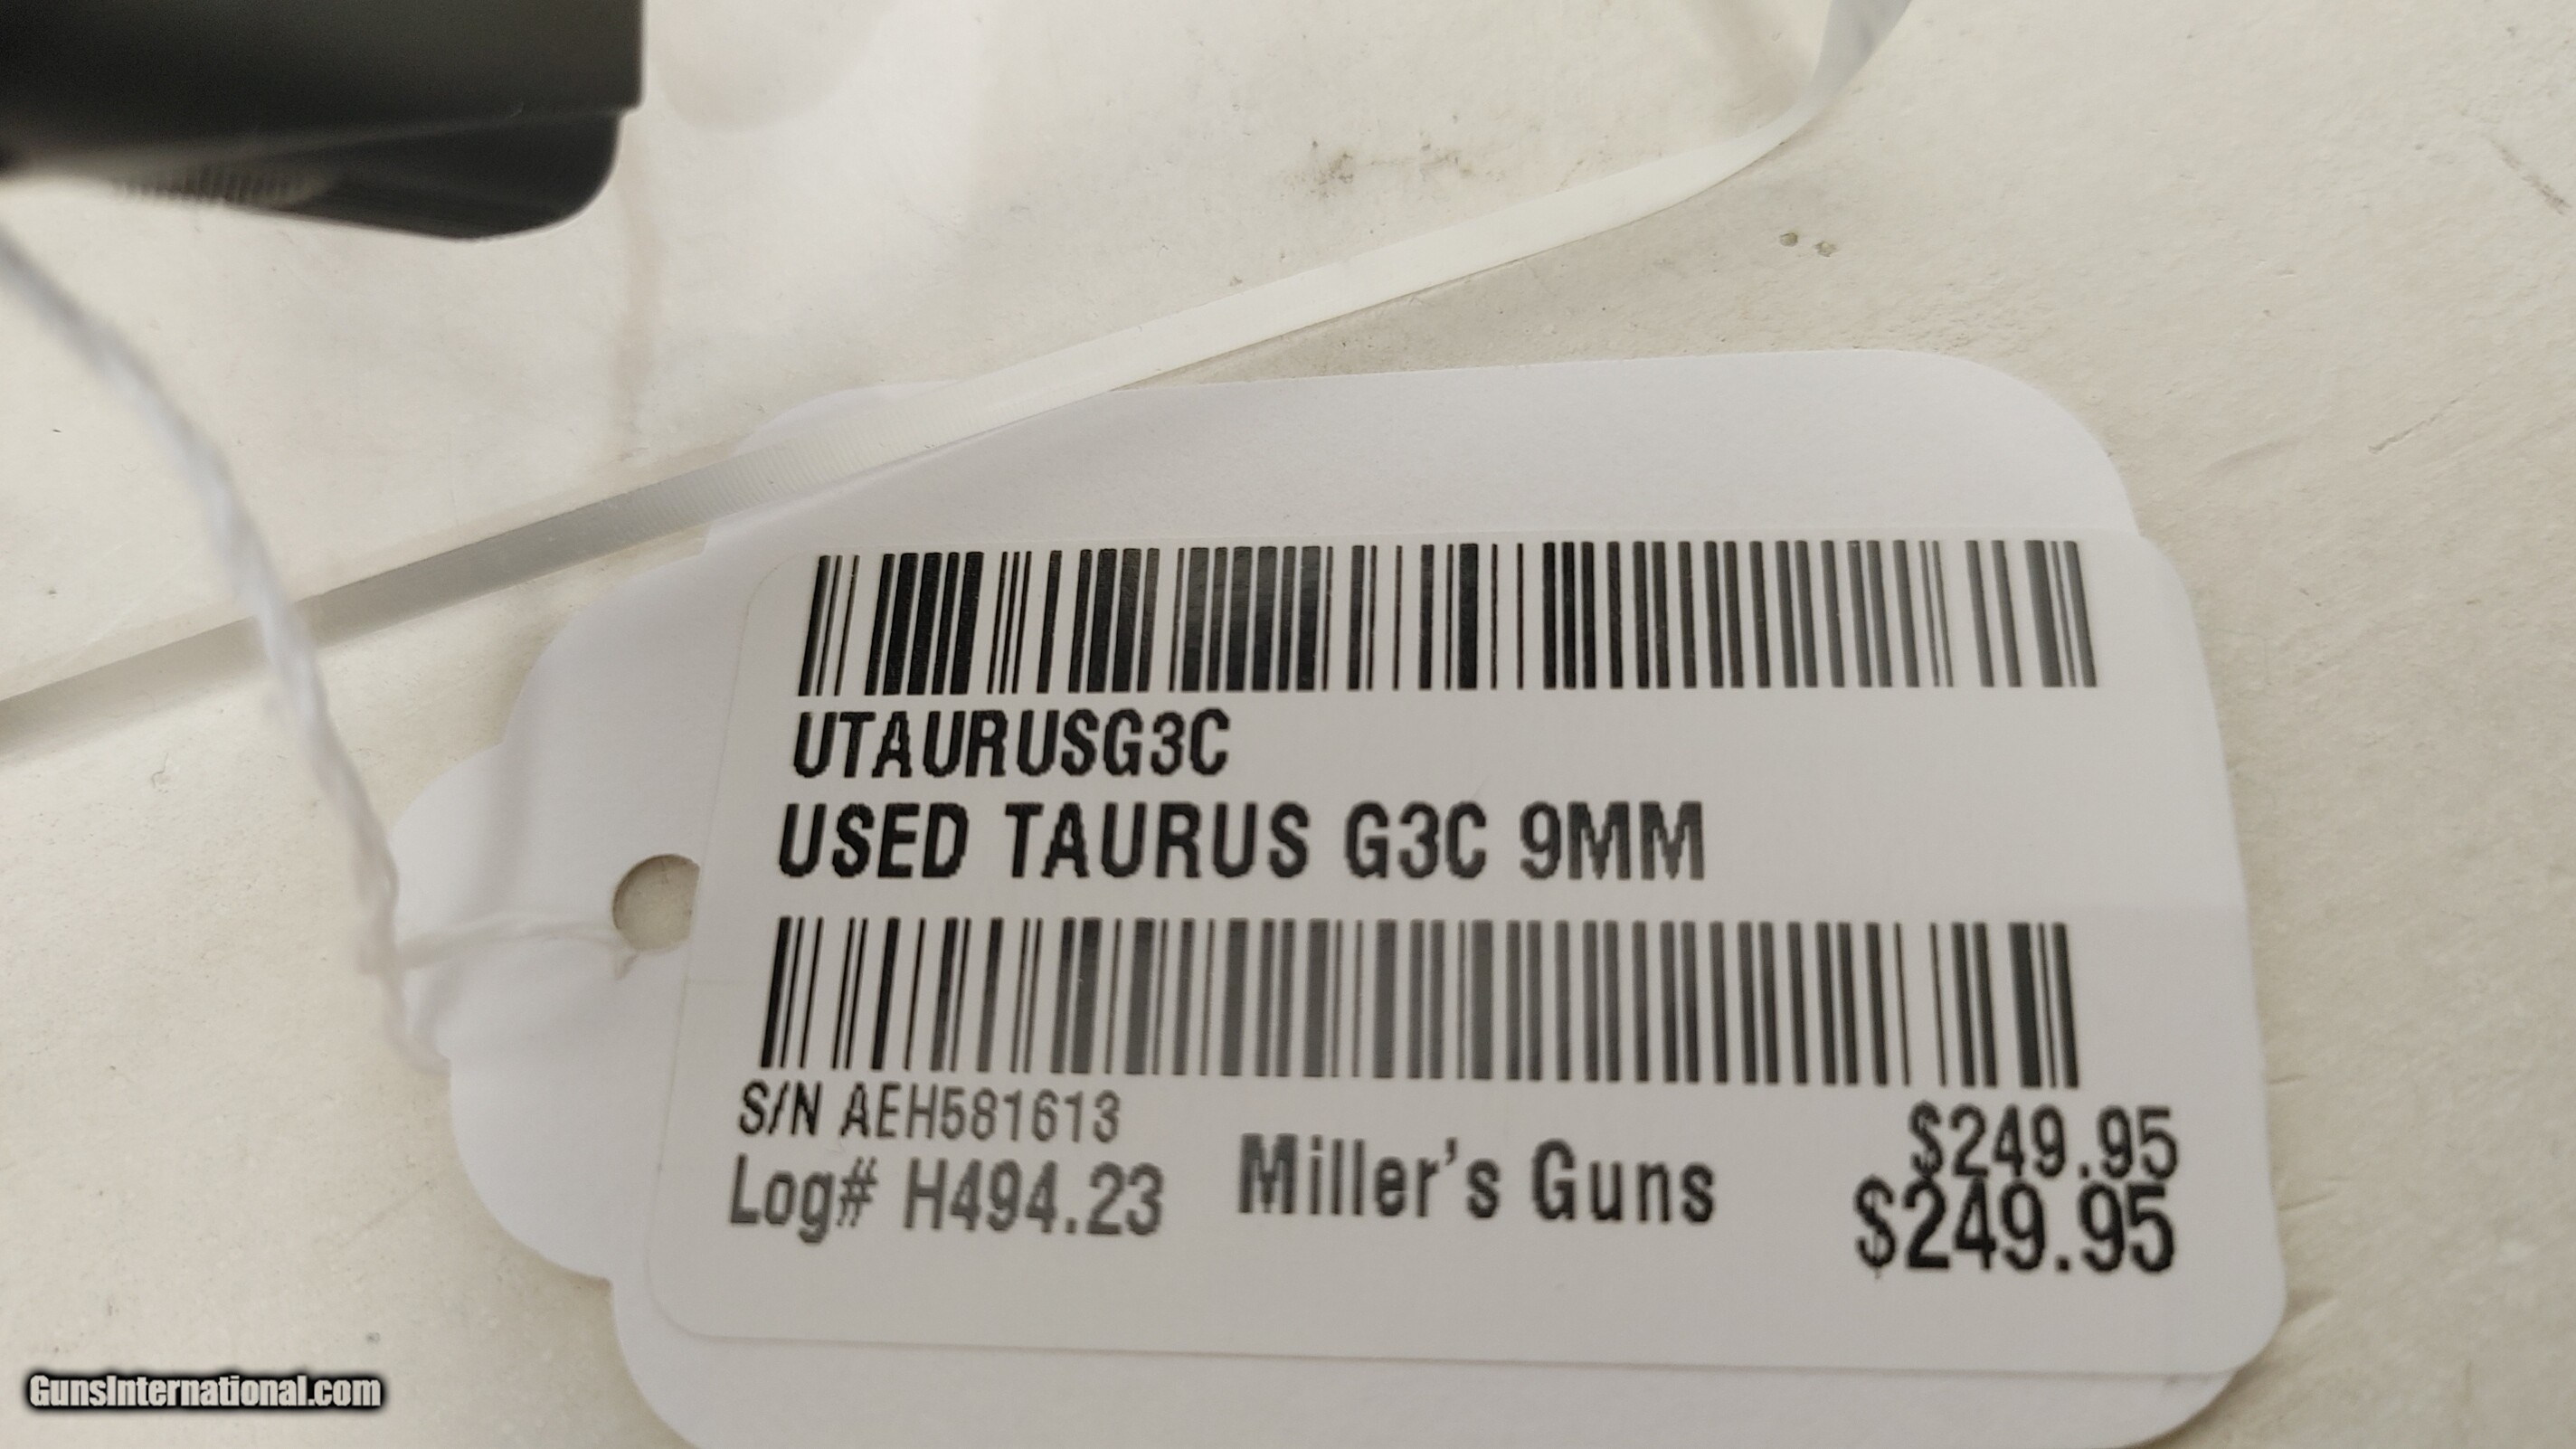 UTAURUSG3C
USED TAURUS G3C 9MM
S/N AEH581613
Log# H494.23
Miller's Guns
$249.95
$249.95
GunsInternational.com